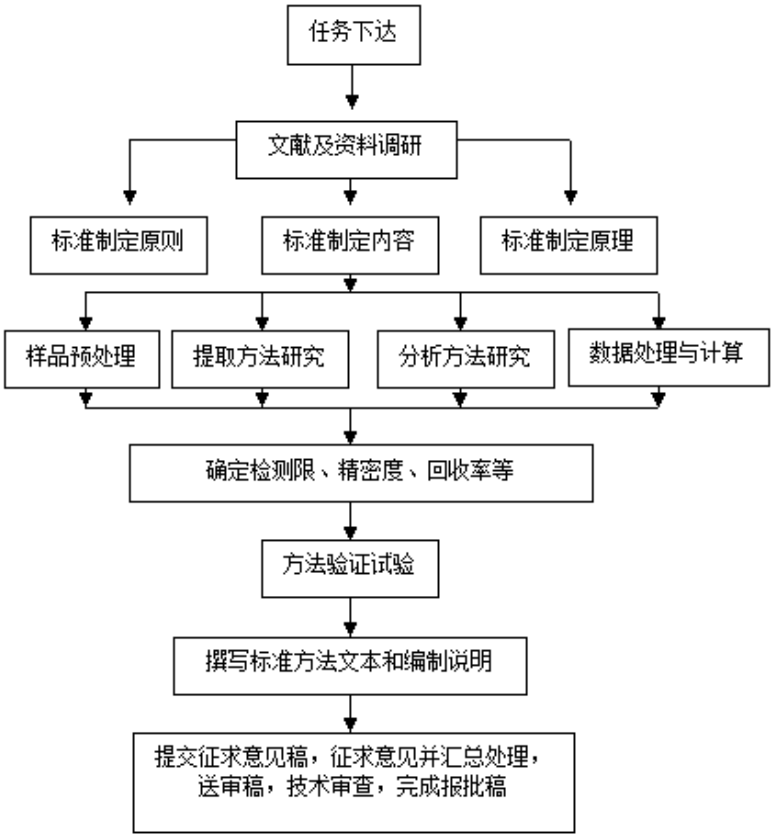 任务下达
文献及资料调研
标准制定原则
标准制定内容
标准制定原理
样品预处理
提取方法研究
分析方法研究
数据处理与计算
确定检测限、精密度、回收率等
方法验证试验
撰写标准方法文本和编制说明
提交征求意见稿，征求意见并汇总处理，
送审稿，技术审查，完成报批稿